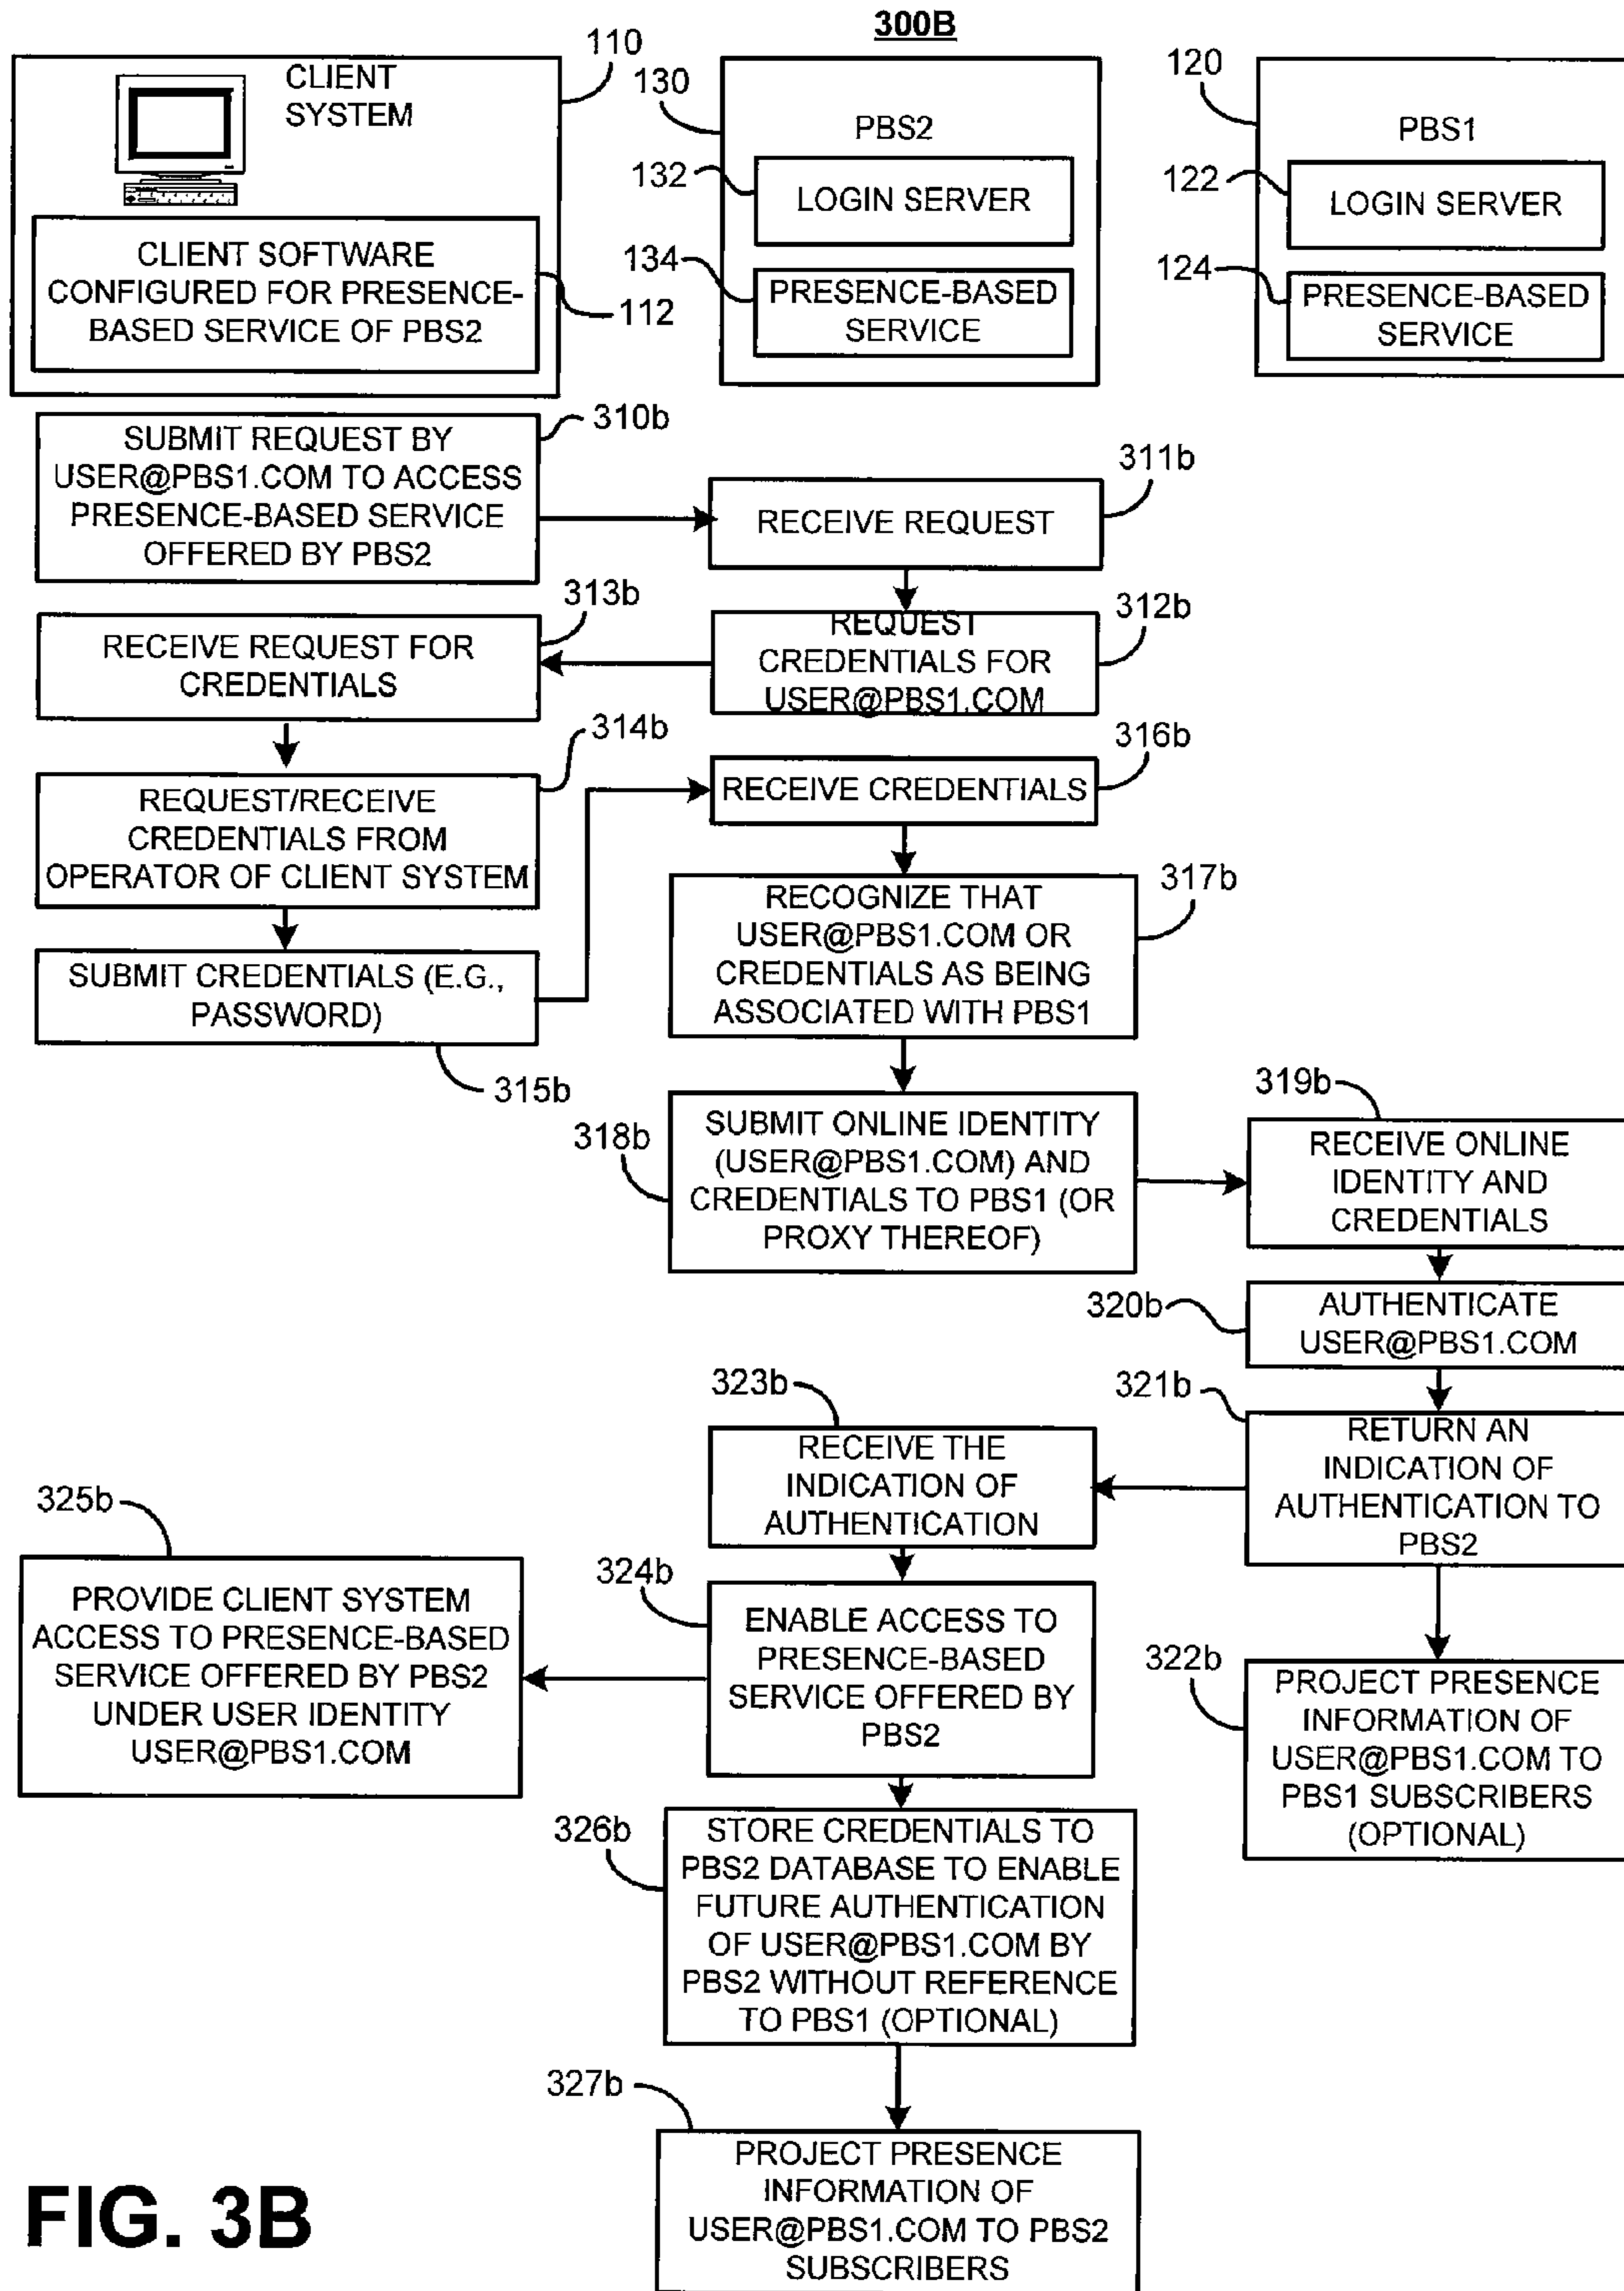 300B
CLIENT
SYSTEM
110
CLIENT SOFTWARE
CONFIGURED FOR PRESENCE-
BASED SERVICE OF PBS2
112
130
PBS2
132
LOGIN SERVER
134
PRESENCE-BASED
SERVICE
120
PBS1
122
LOGIN SERVER
124
PRESENCE-BASED
SERVICE
310b
SUBMIT REQUEST BY
USER@PBS1.COM TO ACCESS
PRESENCE-BASED SERVICE
OFFERED BY PBS2
311b
RECEIVE REQUEST
312b
REQUEST
CREDENTIALS FOR
USER@PBS1.COM
313b
RECEIVE REQUEST FOR
CREDENTIALS
314b
REQUEST/RECEIVE
CREDENTIALS FROM
OPERATOR OF CLIENT SYSTEM
SUBMIT CREDENTIALS (E.G.,
PASSWORD)
315b
316b
RECEIVE CREDENTIALS
317b
RECOGNIZE THAT
USER@PBS1.COM OR
CREDENTIALS AS BEING
ASSOCIATED WITH PBS1
318b
SUBMIT ONLINE IDENTITY
(USER@PBS1.COM) AND
CREDENTIALS TO PBS1 (OR
PROXY THEREOF)
319b
RECEIVE ONLINE
IDENTITY AND
CREDENTIALS
320b
AUTHENTICATE
USER@PBS1.COM
321b
RETURN AN
INDICATION OF
AUTHENTICATION TO
PBS2
322b
PROJECT PRESENCE
INFORMATION OF
USER@PBS1.COM TO
PBS1 SUBSCRIBERS
(OPTIONAL)
323b
RECEIVE THE
INDICATION OF
AUTHENTICATION
324b
ENABLE ACCESS TO
PRESENCE-BASED
SERVICE OFFERED BY
PBS2
325b
PROVIDE CLIENT SYSTEM
ACCESS TO PRESENCE-BASED
SERVICE OFFERED BY PBS2
UNDER USER IDENTITY
USER@PBS1.COM
326b
STORE CREDENTIALS TO
PBS2 DATABASE TO ENABLE
FUTURE AUTHENTICATION
OF USER@PBS1.COM BY
PBS2 WITHOUT REFERENCE
TO PBS1 (OPTIONAL)
327b
PROJECT PRESENCE
INFORMATION OF
USER@PBS1.COM TO PBS2
SUBSCRIBERS
FIG. 3B